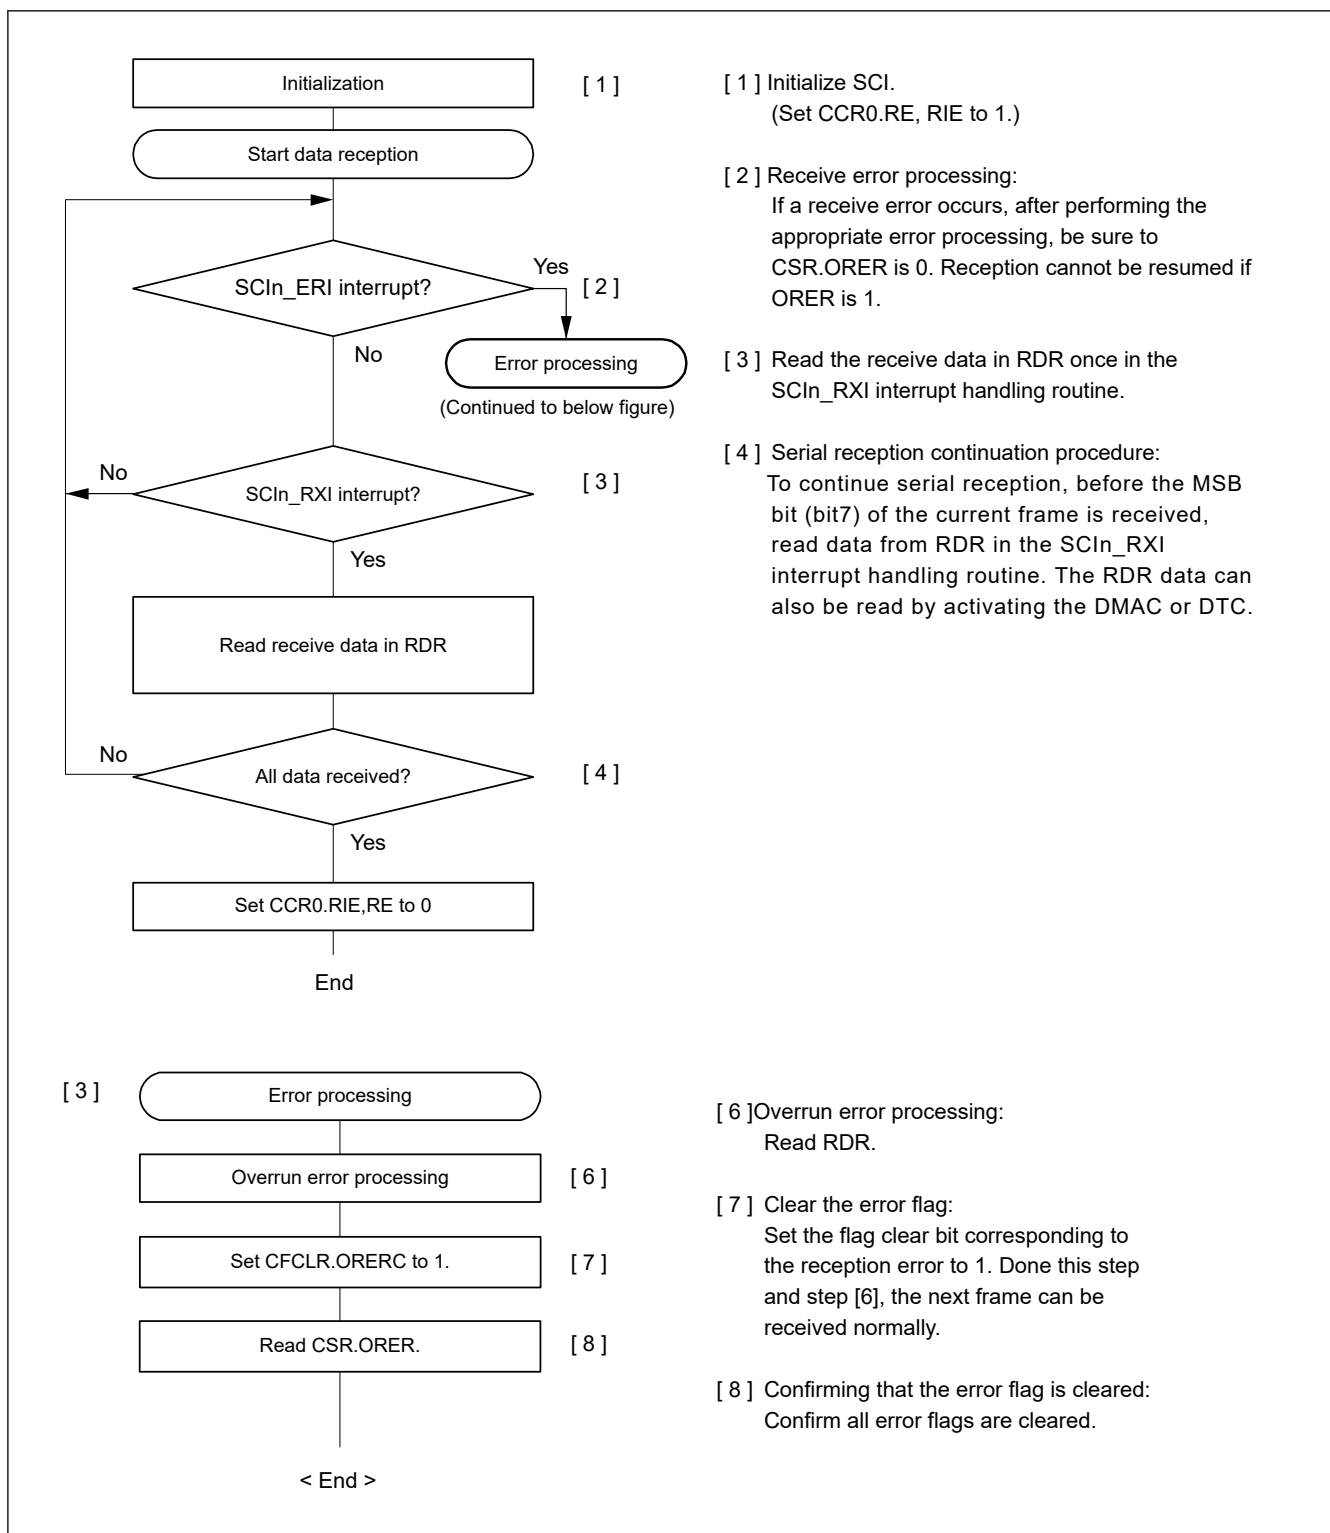 Initialization
[ 1 ]
Start data reception
SCIn_ERI interrupt?
Yes
[ 2 ]
No
Error processing
(Continued to below figure)
No
SCIn_RXI interrupt?
[ 3 ]
Yes
Read receive data in RDR
No
All data received?
[ 4 ]
Yes
Set CCR0.RIE,RE to 0
End
[ 1 ] Initialize SCI.
(Set CCR0.RE, RIE to 1.)
[ 2 ] Receive error processing:
If a receive error occurs, after performing the
appropriate error processing, be sure to
CSR.ORER is 0. Reception cannot be resumed if
ORER is 1.
[ 3 ] Read the receive data in RDR once in the
SCIn_RXI interrupt handling routine.
[ 4 ] Serial reception continuation procedure:
To continue serial reception, before the MSB
bit (bit7) of the current frame is received,
read data from RDR in the SCIn_RXI
interrupt handling routine. The RDR data can
also be read by activating the DMAC or DTC.
[ 3 ]
Error processing
Overrun error processing
[ 6 ]
Set CFCLR.ORERC to 1.
[ 7 ]
Read CSR.ORER.
[ 8 ]
< End >
[ 6 ]Overrun error processing:
Read RDR.
[ 7 ] Clear the error flag:
Set the flag clear bit corresponding to
the reception error to 1. Done this step
and step [6], the next frame can be
received normally.
[ 8 ] Confirming that the error flag is cleared:
Confirm all error flags are cleared.